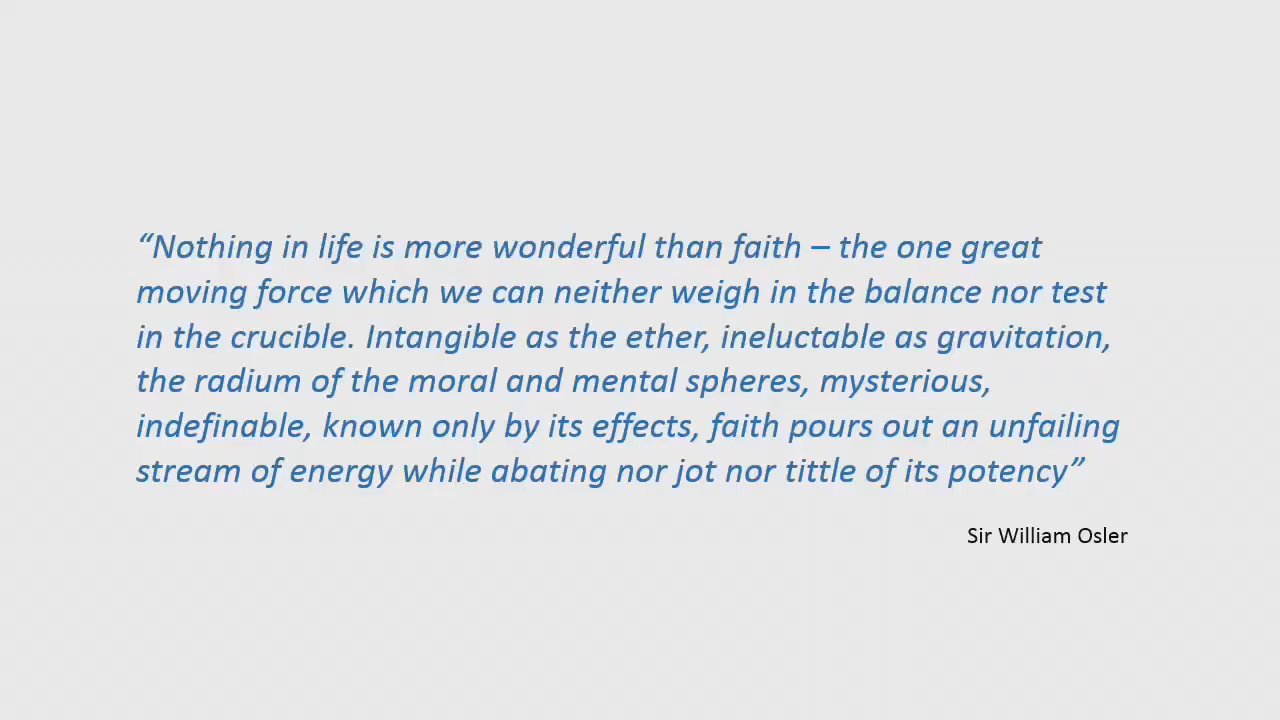 “Nothing in life is more wonderful than faith – the one great
moving force which we can neither weigh in the balance nor test
in the crucible. Intangible as the ether, ineluctable as gravitation,
the radium of the moral and mental spheres, mysterious,
indefinable, known only by its effects, faith pours out an unfailing
stream of energy while abating nor jot nor tittle of its potency”
Sir William Osler